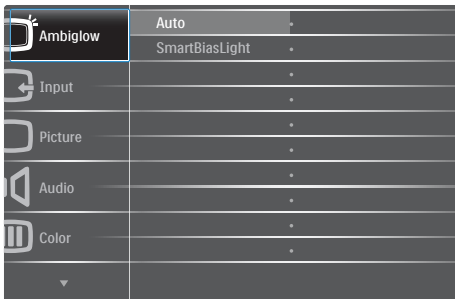 Ambiglow
Auto
SmartBiasLight
Input
Picture
Audio
Color